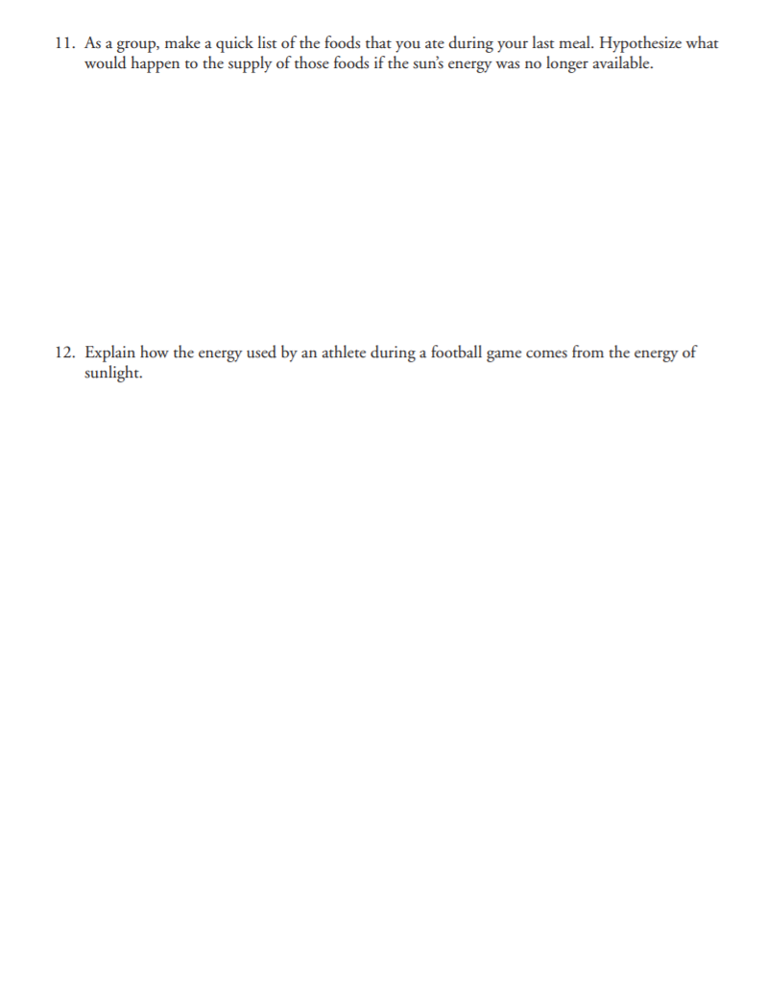 11. As a group, make a quick list of the foods that you ate during your last meal. Hypothesize what
would happen to the supply of those foods if the sun’s energy was no longer available.
12. Explain how the energy used by an athlete during a football game comes from the energy of
sunlight.